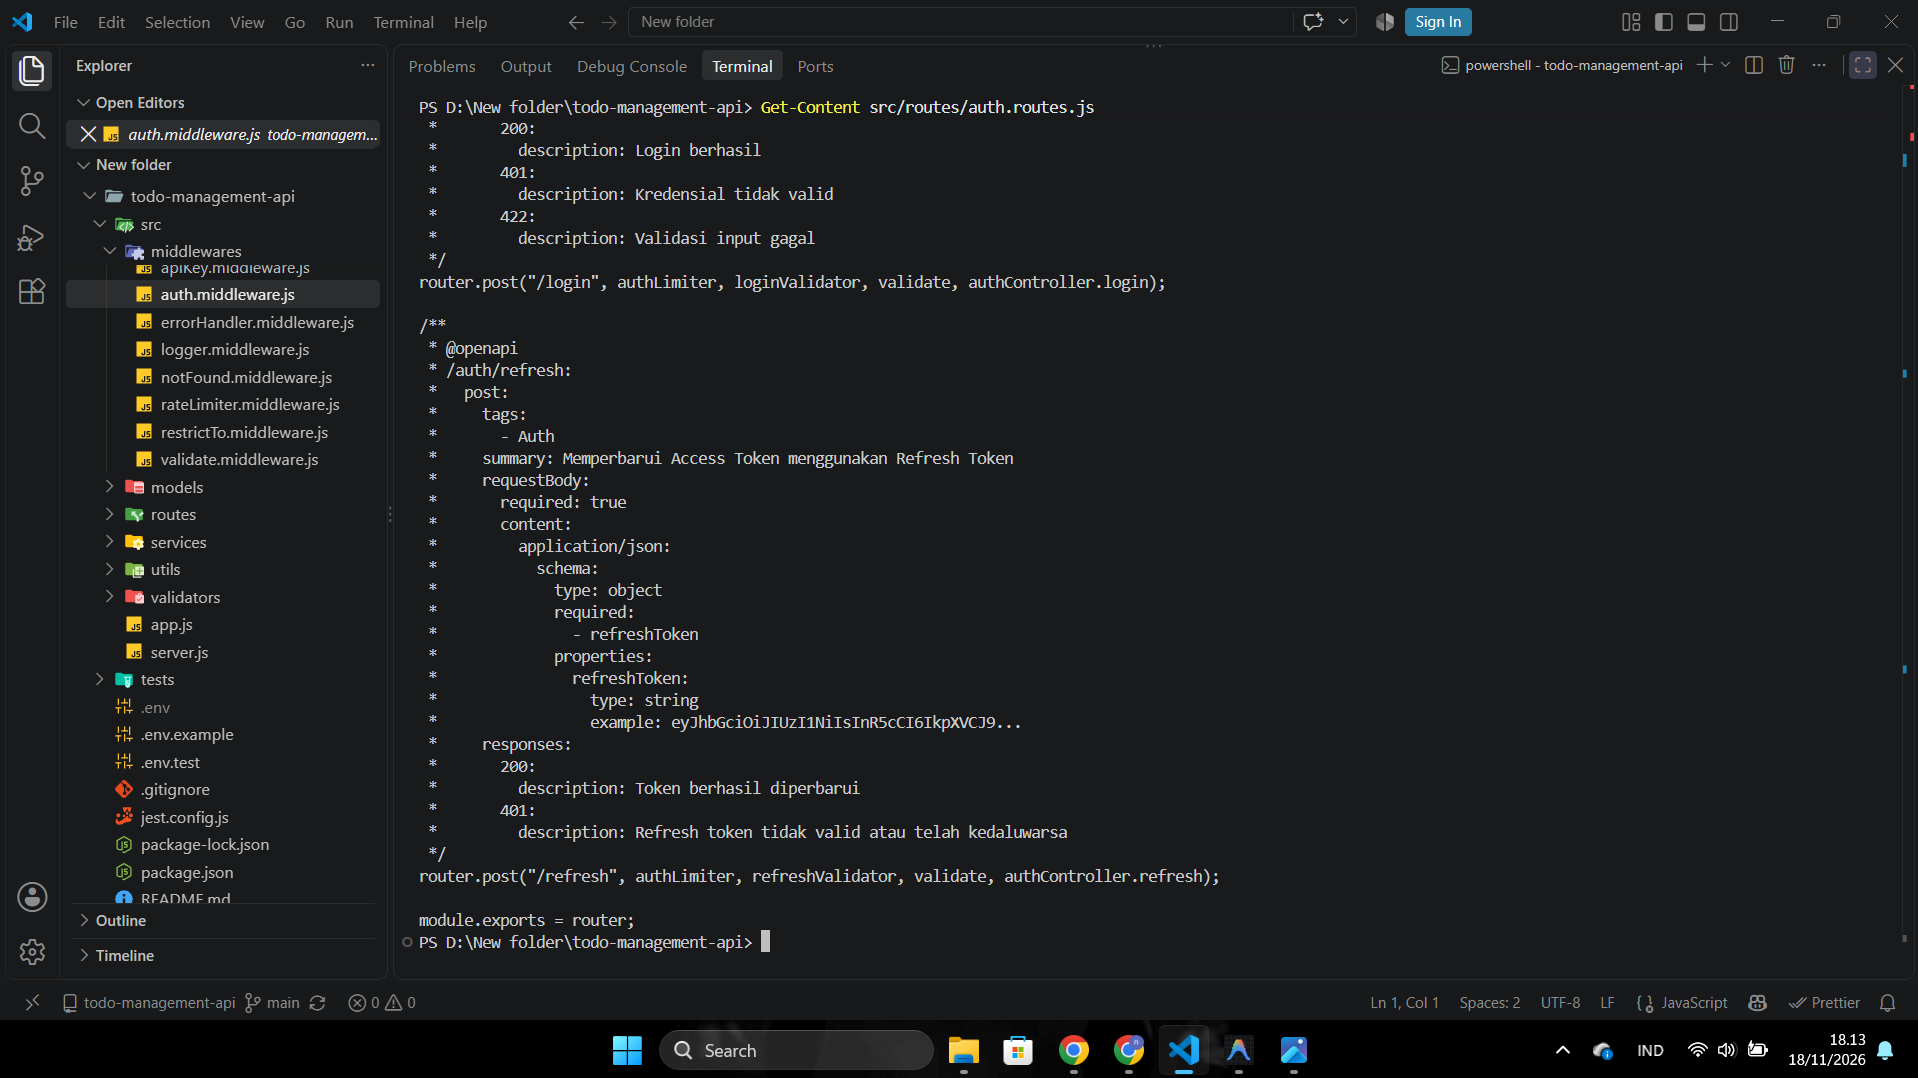 File Edit Selection View Go Run Terminal Help
New folder
Sign In
Explorer
Open Editors
auth.middleware.js todo-managem...
New folder
todo-management-api
src
middlewares
apiKey.middleware.js
auth.middleware.js
errorHandler.middleware.js
logger.middleware.js
notFound.middleware.js
rateLimiter.middleware.js
restrictTo.middleware.js
validate.middleware.js
models
routes
services
utils
validators
app.js
server.js
tests
.env
.env.example
.env.test
.gitignore
jest.config.js
package-lock.json
package.json
README.md
Outline
Timeline
Problems Output Debug Console Terminal Ports
powershell - todo-management-api
PS D:\New folder\todo-management-api> Get-Content src/routes/auth.routes.js
 *       200:
 *         description: Login berhasil
 *       401:
 *         description: Kredensial tidak valid
 *       422:
 *         description: Validasi input gagal
 */
router.post("/login", authLimiter, loginValidator, validate, authController.login);
/**
 * @openapi
 * /auth/refresh:
 *   post:
 *     tags:
 *       - Auth
 *     summary: Memperbarui Access Token menggunakan Refresh Token
 *     requestBody:
 *       required: true
 *       content:
 *         application/json:
 *           schema:
 *             type: object
 *             required:
 *               - refreshToken
 *             properties:
 *               refreshToken:
 *                 type: string
 *                 example: eyJhbGciOiJIUzI1NiIsInR5cCI6IkpXVCJ9...
 *     responses:
 *       200:
 *         description: Token berhasil diperbarui
 *       401:
 *         description: Refresh token tidak valid atau telah kedaluwarsa
 */
router.post("/refresh", authLimiter, refreshValidator, validate, authController.refresh);
module.exports = router;
PS D:\New folder\todo-management-api>
todo-management-api main 0 0
Ln 1, Col 1 Spaces: 2 UTF-8 LF {} JavaScript Prettier
Search
IND
18.13
18/11/2026